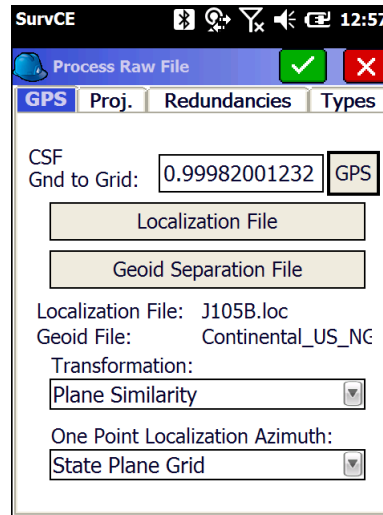 SurvCE 12:57
Process Raw File
GPS Proj. Redundancies Types
CSF
Gnd to Grid: 0.99982001232 GPS
Localization File
Geoid Separation File
Localization File: J105B.loc
Geoid File: Continental_US_NG
Transformation:
Plane Similarity
One Point Localization Azimuth:
State Plane Grid